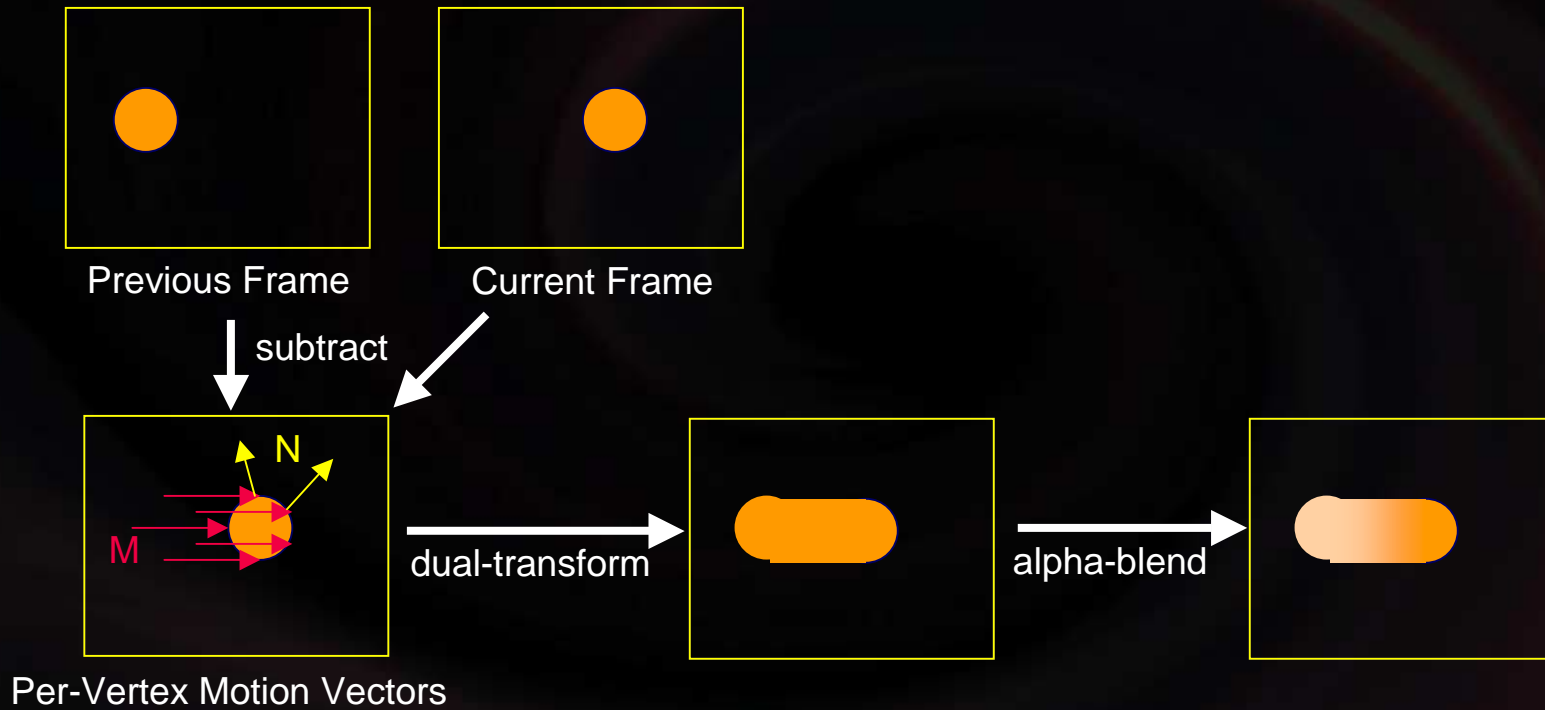 Previous Frame
Current Frame
subtract
N
M
dual-transform
alpha-blend
Per-Vertex Motion Vectors